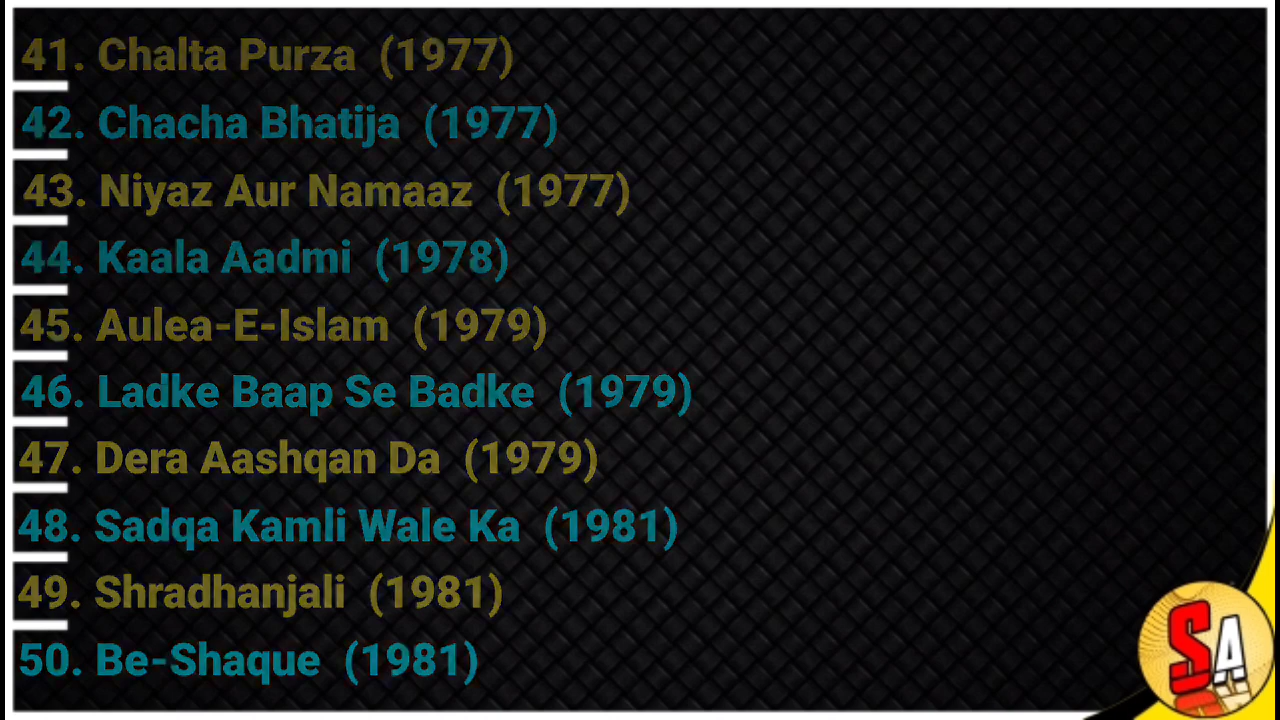 41. Chalta Purza (1977)
42. Chacha Bhatija (1977)
43. Niyaz Aur Namaaz (1977)
44. Kaala Aadmi (1978)
45. Aulea-E-Islam (1979)
46. Ladke Baap Se Badke (1979)
47. Dera Aashqan Da (1979)
48. Sadqa Kamli Wale Ka (1981)
49. Shradhanjali (1981)
50. Be-Shaque (1981)
SA